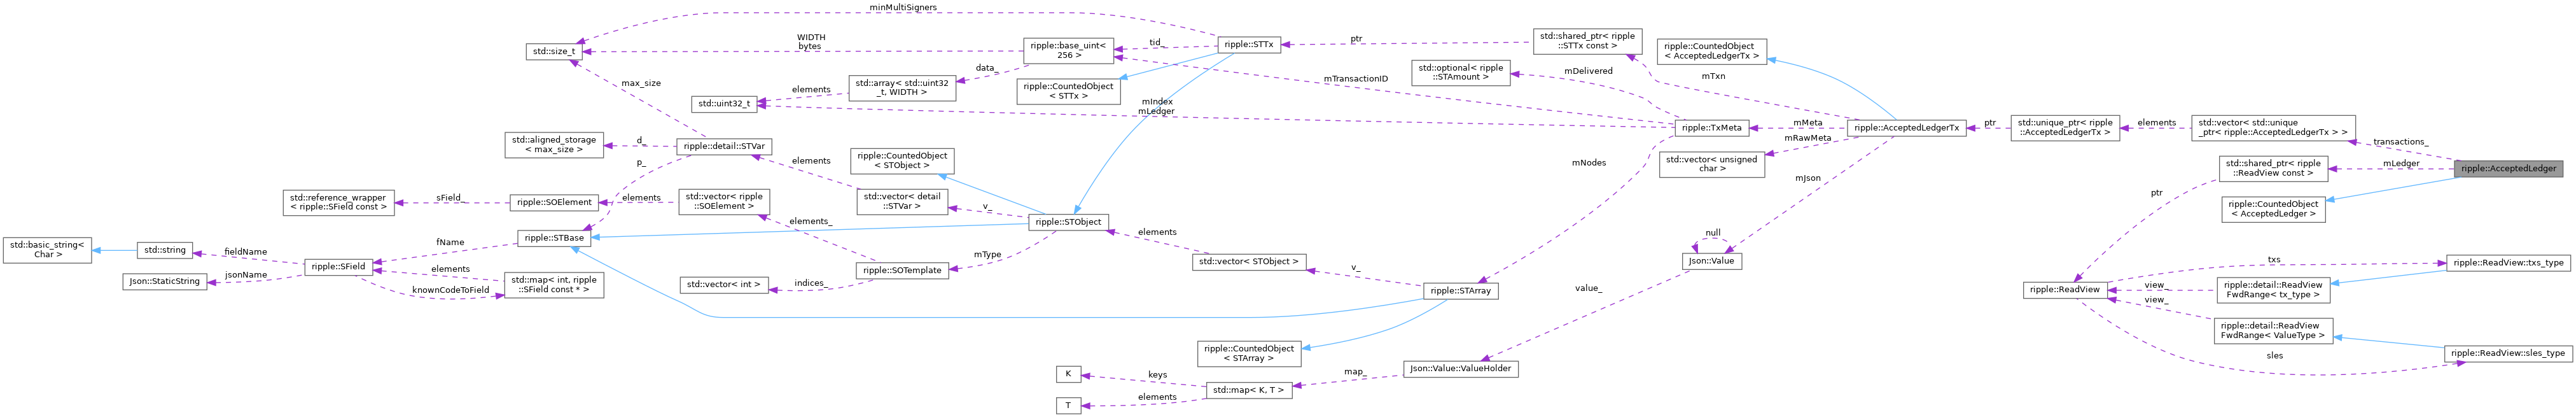 minMultiSigners
std::size_t
WIDTH
bytes
ripple::base_uint<
256 >
tid_
ripple::STTx
ptr
std::shared_ptr< ripple
::STTx const >
ripple::CountedObject
< AcceptedLedgerTx >
max_size
data_
std::array< std::uint32
_t, WIDTH >
elements
std::uint32_t
ripple::CountedObject
< STTx >
mTransactionID
mIndex
mLedger
std::optional< ripple
::STAmount >
mDelivered
mTxn
ripple::TxMeta
mMeta
ripple::AcceptedLedgerTx
ptr
std::unique_ptr< ripple
::AcceptedLedgerTx >
elements
std::vector< std::unique
_ptr< ripple::AcceptedLedgerTx > >
transactions_
std::aligned_storage
< max_size >
d_
ripple::detail::STVar
p_
elements
ripple::CountedObject
< STObject >
mNodes
mRawMeta
std::vector< unsigned
char >
mJson
std::shared_ptr< ripple
::ReadView const >
mLedger
ripple::AcceptedLedger
std::reference_wrapper
< ripple::SField const >
sField_
ripple::SOElement
elements
std::vector< ripple
::SOElement >
std::vector< detail
::STVar >
v_
ripple::STObject
elements_
ptr
ripple::CountedObject
< AcceptedLedger >
std::basic_string<
Char >
std::string
fieldName
fName
ripple::STBase
elements
null
Json::StaticString
jsonName
ripple::SField
elements
knownCodeToField
std::map< int, ripple
::SField const * >
std::vector< int >
indices_
ripple::SOTemplate
mType
std::vector< STObject >
v_
ripple::STArray
Json::Value
value_
txs
ripple::ReadView::txs_type
ripple::ReadView
view_
ripple::detail::ReadView
FwdRange< tx_type >
view_
ripple::detail::ReadView
FwdRange< ValueType >
sles
ripple::ReadView::sles_type
ripple::CountedObject
< STArray >
Json::Value::ValueHolder
map_
K
keys
std::map< K, T >
elements
T